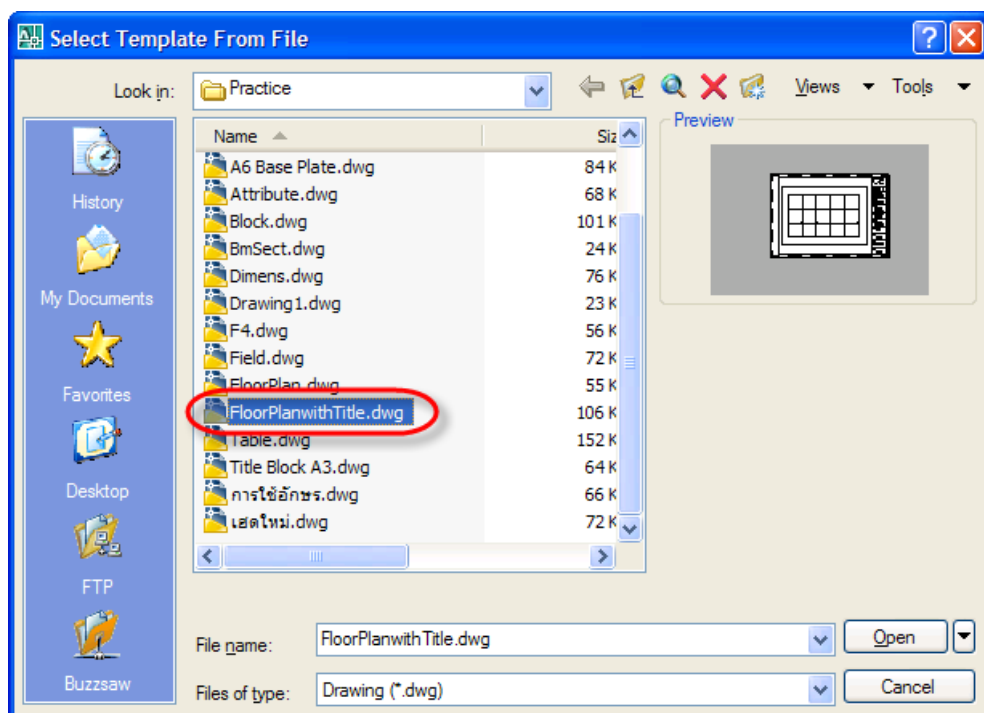 Select Template From File
Look in: Practice Views Tools
Name Siz
A6 Base Plate.dwg 84 K
Attribute.dwg 68 K
Block.dwg 101 K
BmSect.dwg 24 K
Dimens.dwg 76 K
Drawing1.dwg 23 K
F4.dwg 56 K
Field.dwg 72 K
FloorPlan.dwg 55 K
FloorPlanwithTitle.dwg 106 K
Table.dwg 152 K
Title Block A3.dwg 64 K
การใช้อักษร.dwg 66 K
เฮดใหม่.dwg 72 K
Preview
History
My Documents
Favorites
Desktop
FTP
Buzzsaw
File name: FloorPlanwithTitle.dwg Open
Files of type: Drawing (*.dwg) Cancel